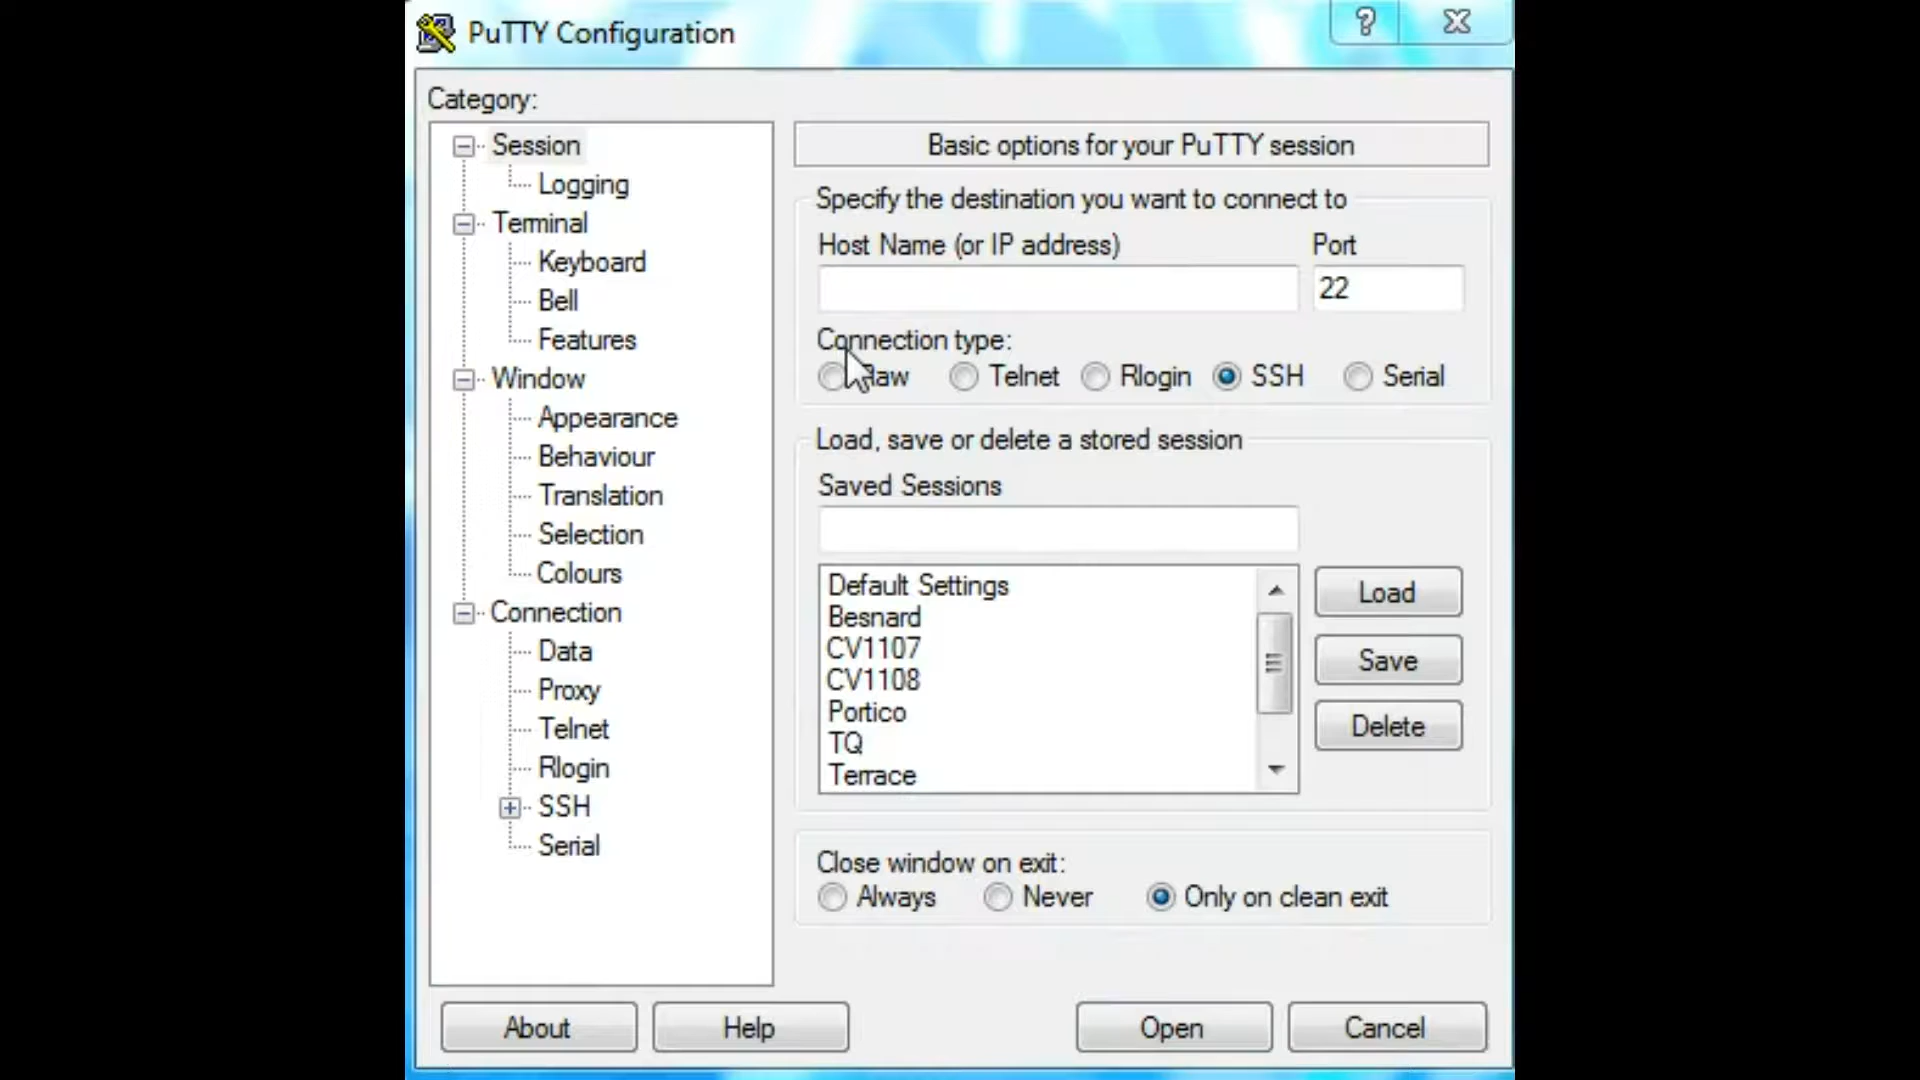 PuTTY Configuration
?
Category:
Session
Logging
Terminal
Keyboard
Bell
Features
Window
Appearance
Behaviour
Translation
Selection
Colours
Connection
Data
Proxy
Telnet
Rlogin
SSH
Serial
Basic options for your PuTTY session
Specify the destination you want to connect to
Host Name (or IP address) Port
22
Connection type:
Raw Telnet Rlogin SSH Serial
Load, save or delete a stored session
Saved Sessions
Default Settings
Besnard
CV1107
CV1108
Portico
TQ
Terrace
Load
Save
Delete
Close window on exit:
Always Never Only on clean exit
About Help Open Cancel